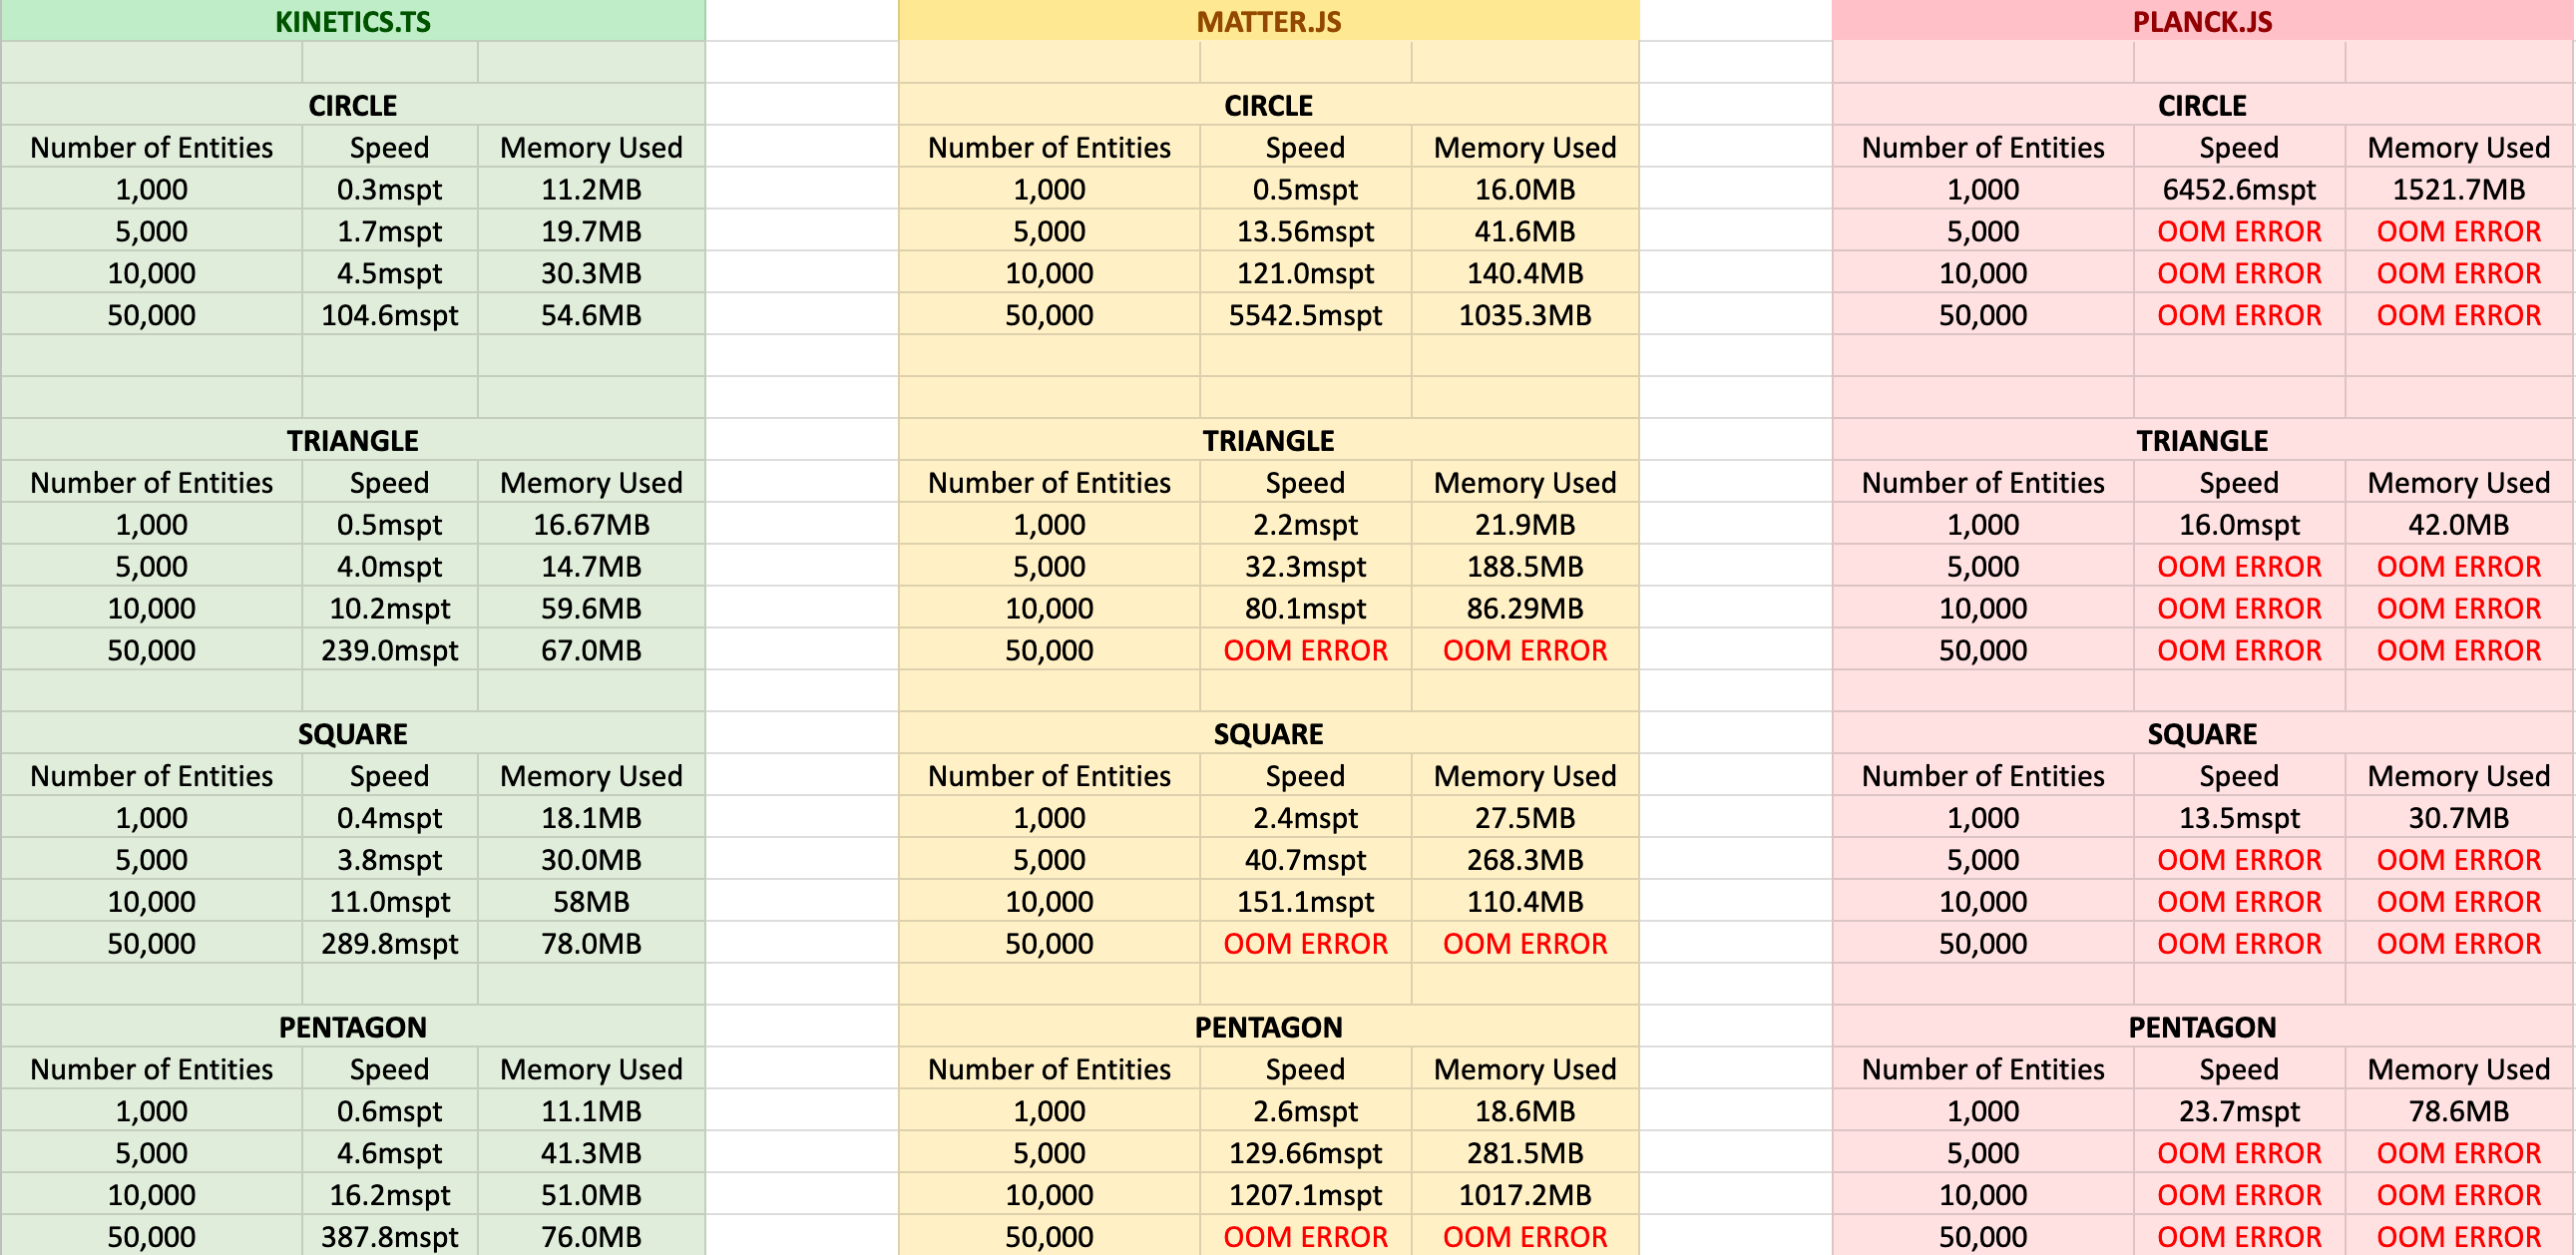 KINETICS.TS MATTER.JS PLANCK.JS
CIRCLE CIRCLE CIRCLE
Number of Entities Speed Memory Used Number of Entities Speed Memory Used Number of Entities Speed Memory Used
1,000 0.3mspt 11.2MB 1,000 0.5mspt 16.0MB 1,000 6452.6mspt 1521.7MB
5,000 1.7mspt 19.7MB 5,000 13.56mspt 41.6MB 5,000 OOM ERROR OOM ERROR
10,000 4.5mspt 30.3MB 10,000 121.0mspt 140.4MB 10,000 OOM ERROR OOM ERROR
50,000 104.6mspt 54.6MB 50,000 5542.5mspt 1035.3MB 50,000 OOM ERROR OOM ERROR
TRIANGLE TRIANGLE TRIANGLE
Number of Entities Speed Memory Used Number of Entities Speed Memory Used Number of Entities Speed Memory Used
1,000 0.5mspt 16.67MB 1,000 2.2mspt 21.9MB 1,000 16.0mspt 42.0MB
5,000 4.0mspt 14.7MB 5,000 32.3mspt 188.5MB 5,000 OOM ERROR OOM ERROR
10,000 10.2mspt 59.6MB 10,000 80.1mspt 86.29MB 10,000 OOM ERROR OOM ERROR
50,000 239.0mspt 67.0MB 50,000 OOM ERROR OOM ERROR 50,000 OOM ERROR OOM ERROR
SQUARE SQUARE SQUARE
Number of Entities Speed Memory Used Number of Entities Speed Memory Used Number of Entities Speed Memory Used
1,000 0.4mspt 18.1MB 1,000 2.4mspt 27.5MB 1,000 13.5mspt 30.7MB
5,000 3.8mspt 30.0MB 5,000 40.7mspt 268.3MB 5,000 OOM ERROR OOM ERROR
10,000 11.0mspt 58MB 10,000 151.1mspt 110.4MB 10,000 OOM ERROR OOM ERROR
50,000 289.8mspt 78.0MB 50,000 OOM ERROR OOM ERROR 50,000 OOM ERROR OOM ERROR
PENTAGON PENTAGON PENTAGON
Number of Entities Speed Memory Used Number of Entities Speed Memory Used Number of Entities Speed Memory Used
1,000 0.6mspt 11.1MB 1,000 2.6mspt 18.6MB 1,000 23.7mspt 78.6MB
5,000 4.6mspt 41.3MB 5,000 129.66mspt 281.5MB 5,000 OOM ERROR OOM ERROR
10,000 16.2mspt 51.0MB 10,000 1207.1mspt 1017.2MB 10,000 OOM ERROR OOM ERROR
50,000 387.8mspt 76.0MB 50,000 OOM ERROR OOM ERROR 50,000 OOM ERROR OOM ERROR